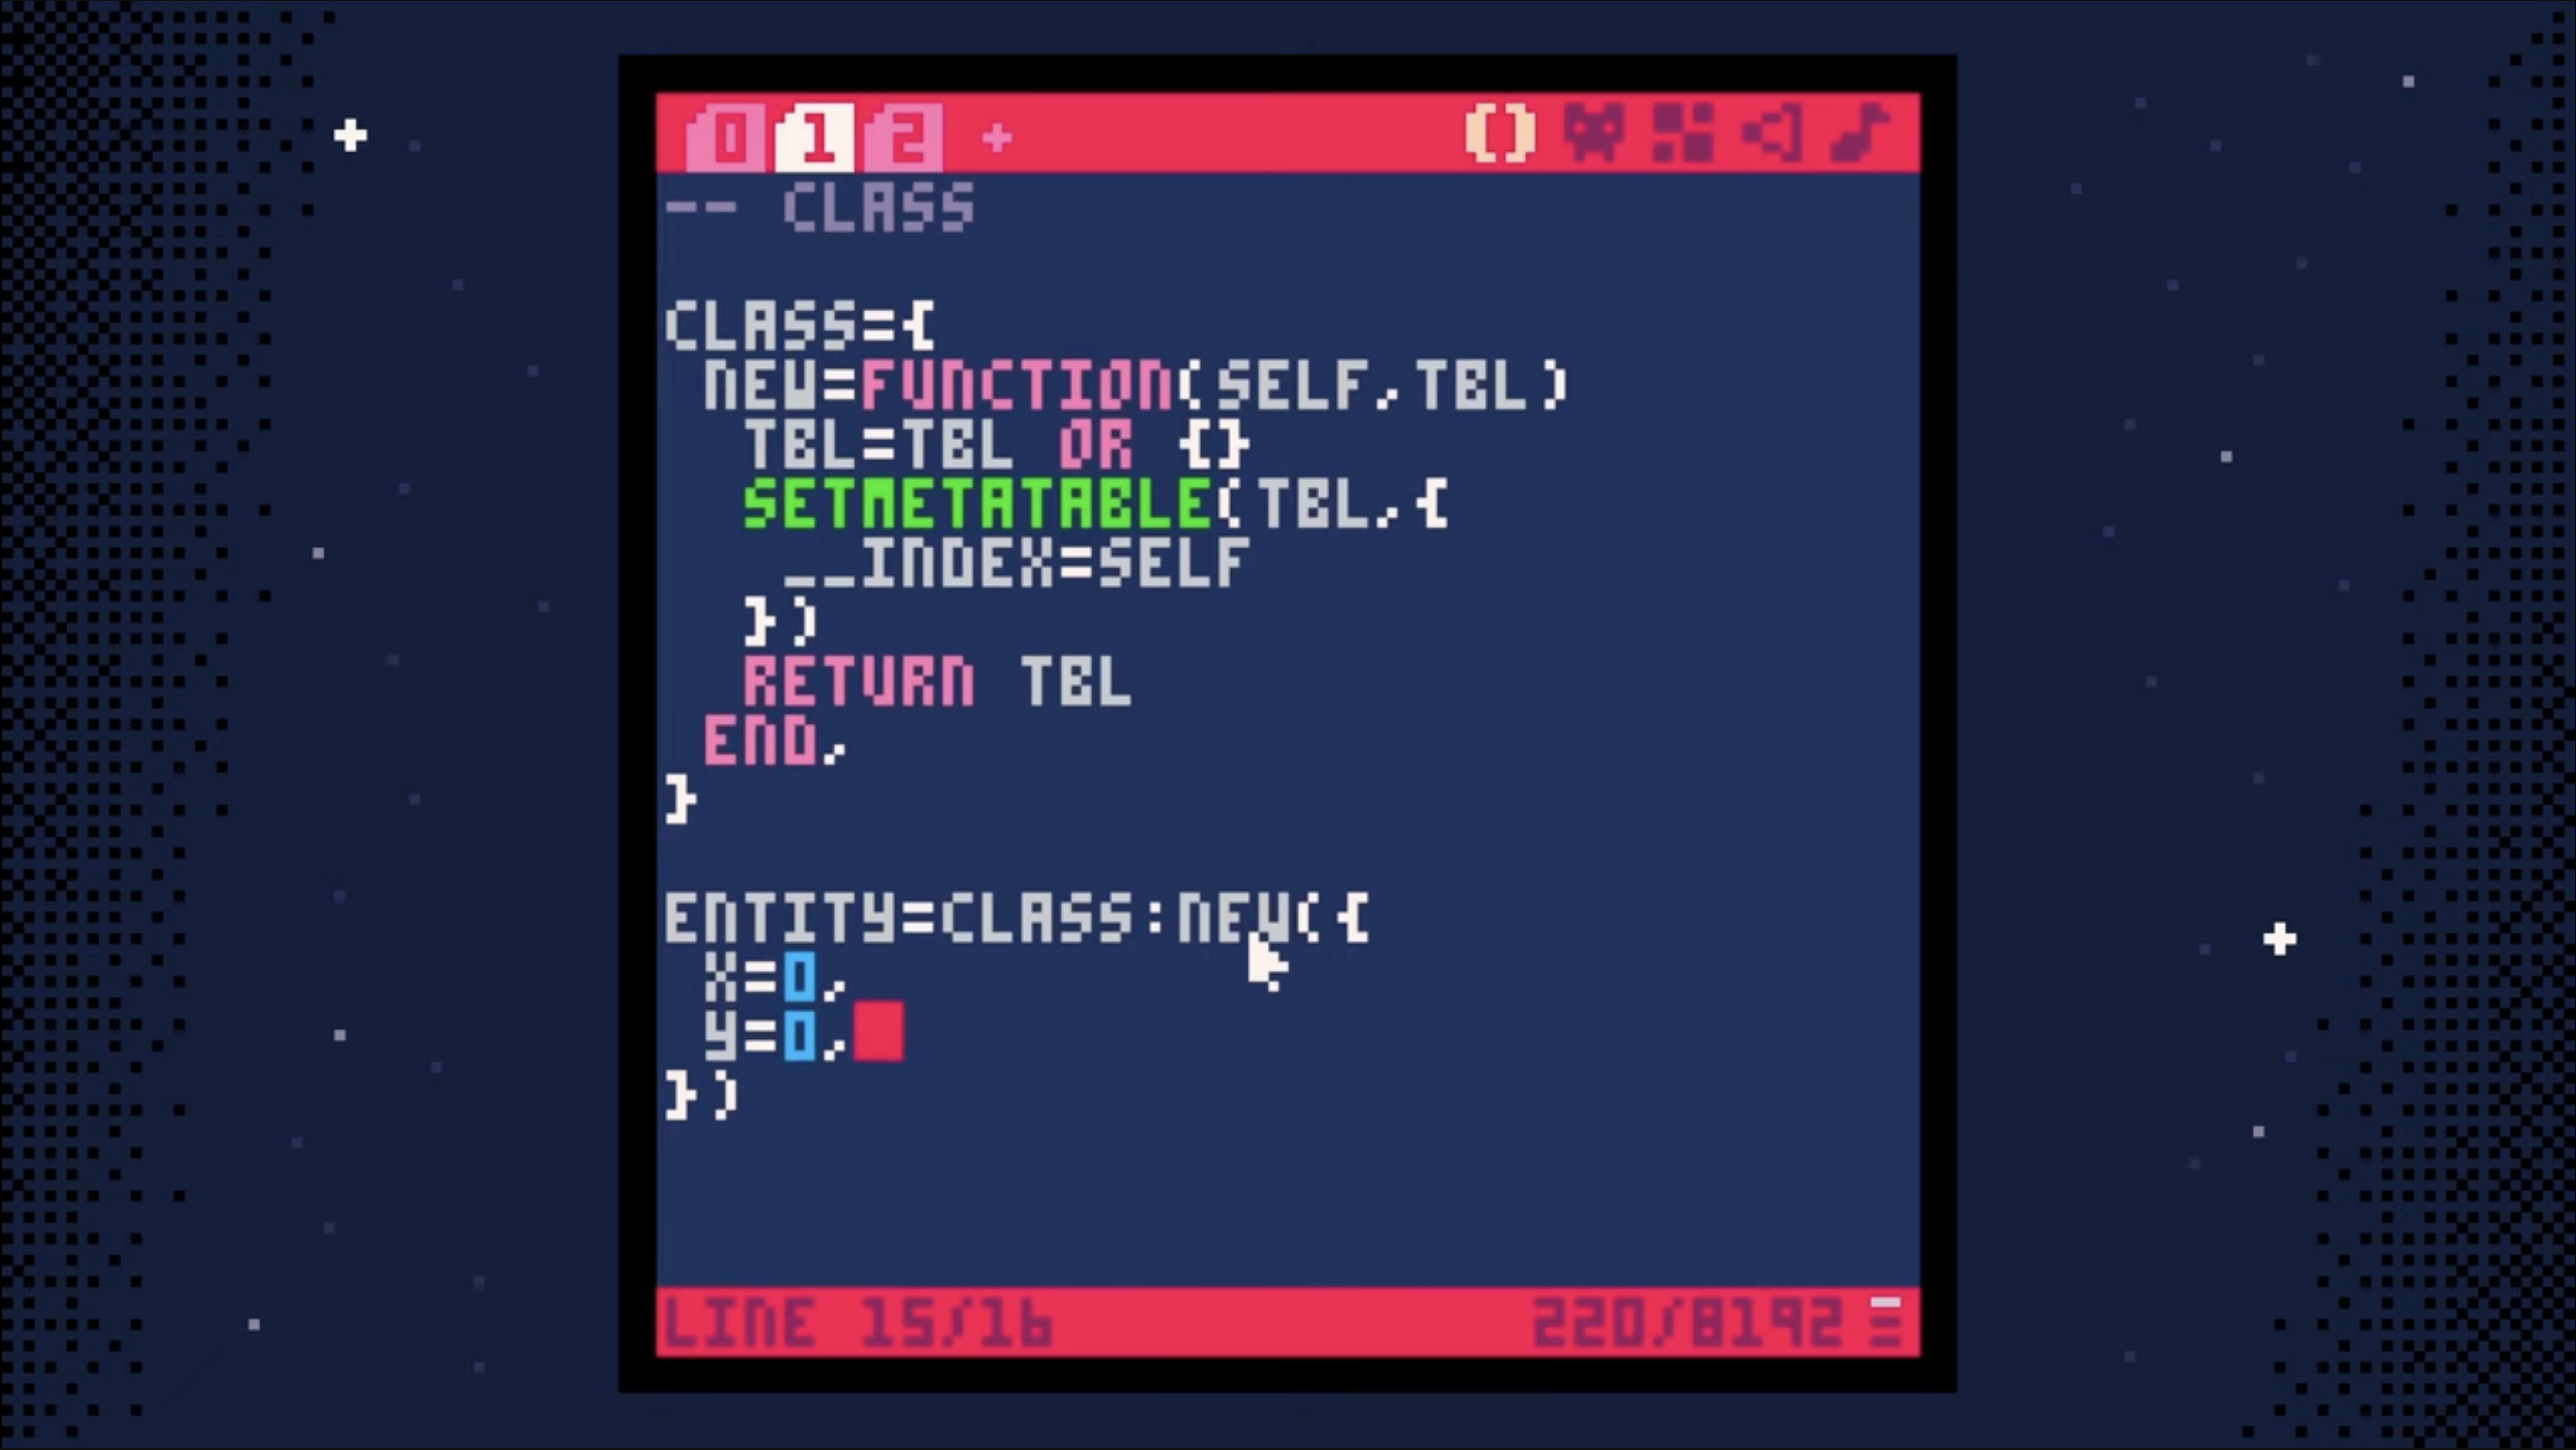 0 1 2 +
-- CLASS
CLASS={
NEW=FUNCTION(SELF,TBL)
TBL=TBL OR {}
SETMETATABLE(TBL,{
__INDEX=SELF
})
RETURN TBL
END,
}
ENTITY=CLASS:NEW({
X=0,
Y=0,
})
LINE 15/16 220/8192